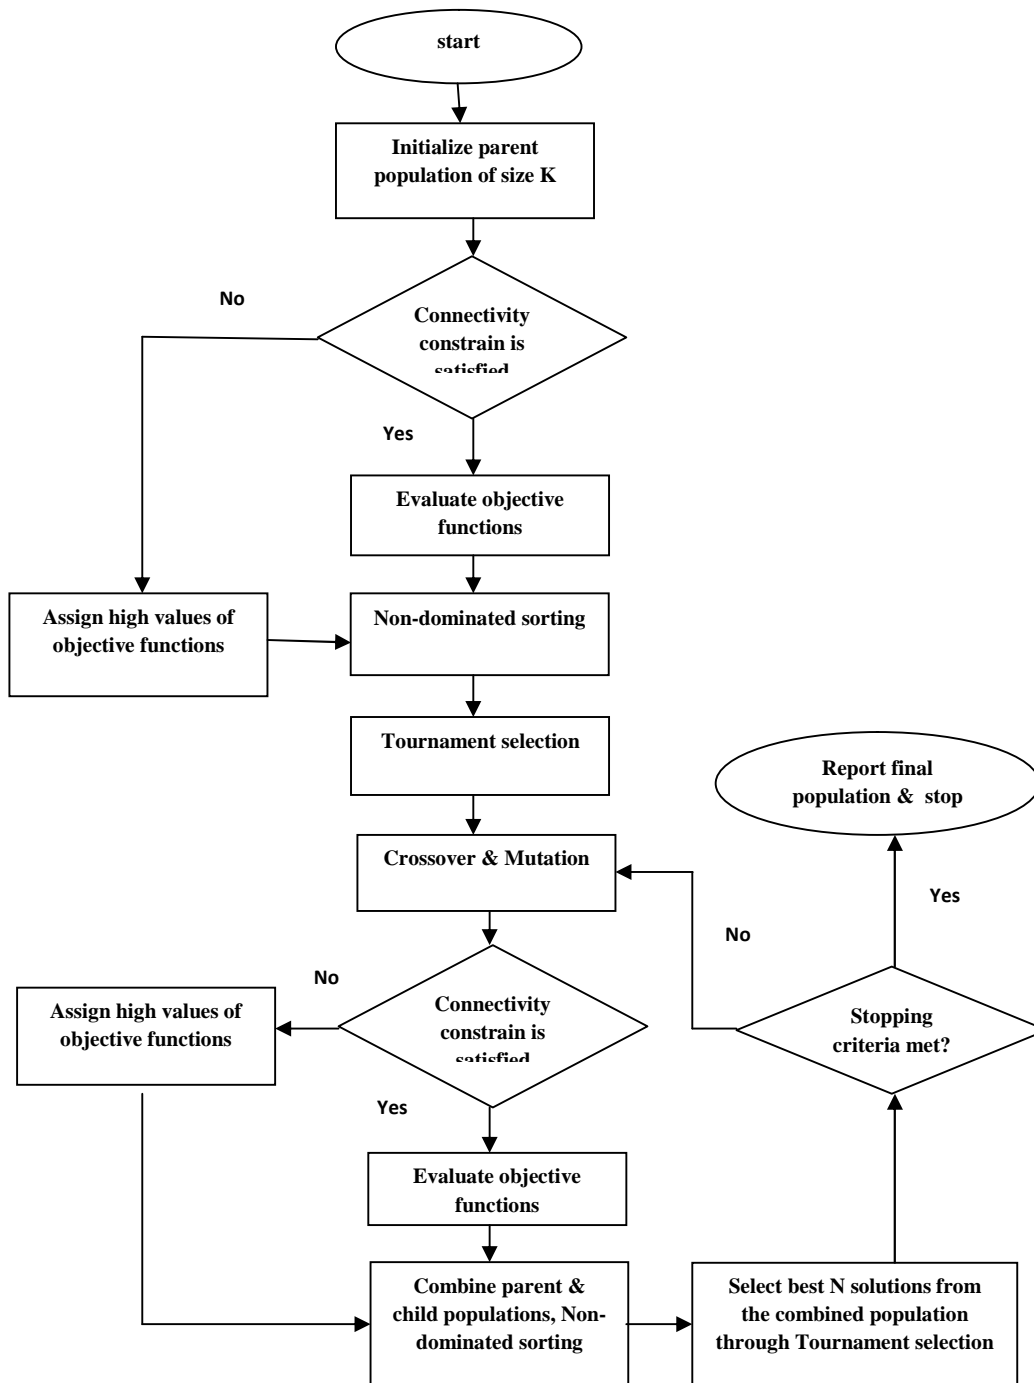 start
Initialize parent
population of size K
No
Connectivity
constrain is
satisfied
Yes
Evaluate objective
functions
Assign high values of
objective functions
Non-dominated sorting
Tournament selection
Report final
population & stop
Crossover & Mutation
Yes
No
No
Assign high values of
objective functions
Connectivity
constrain is
satisfied
Stopping
criteria met?
Yes
Evaluate objective
functions
Combine parent &
child populations, Non-
dominated sorting
Select best N solutions from
the combined population
through Tournament selection